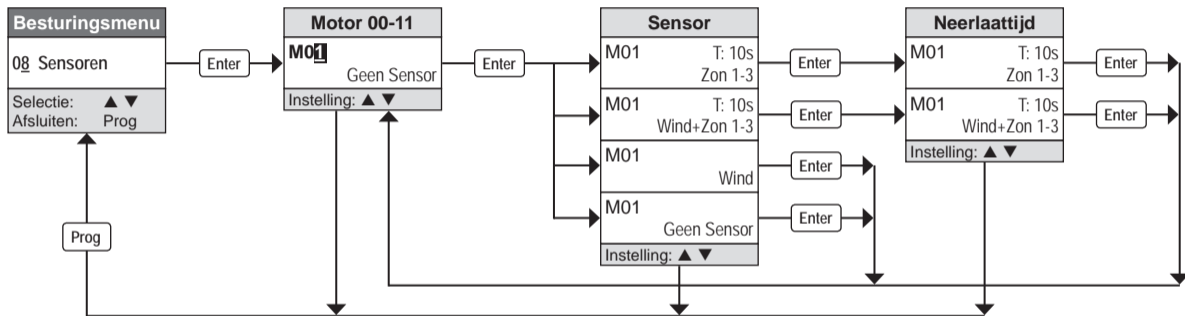 Besturingsmenu
08 Sensoren
Selectie: ▲ ▼
Afsluiten: Prog
Enter
Motor 00-11
M01
Geen Sensor
Instelling: ▲ ▼
Enter
Sensor
M01 T: 10s
Zon 1-3
M01 T: 10s
Wind+Zon 1-3
M01
Wind
M01
Geen Sensor
Instelling: ▲ ▼
Enter
Enter
Enter
Enter
Neerlaattijd
M01 T: 10s
Zon 1-3
M01 T: 10s
Wind+Zon 1-3
Instelling: ▲ ▼
Enter
Enter
Prog